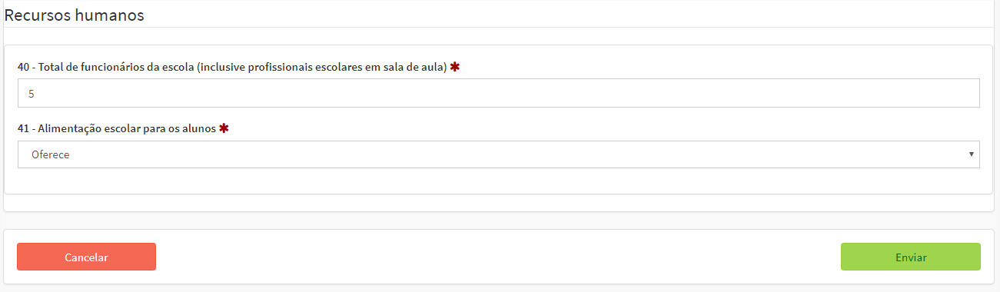 Recursos humanos
40 - Total de funcionários da escola (inclusive profissionais escolares em sala de aula) ✱
5
41 - Alimentação escolar para os alunos ✱
Oferece
Cancelar
Enviar